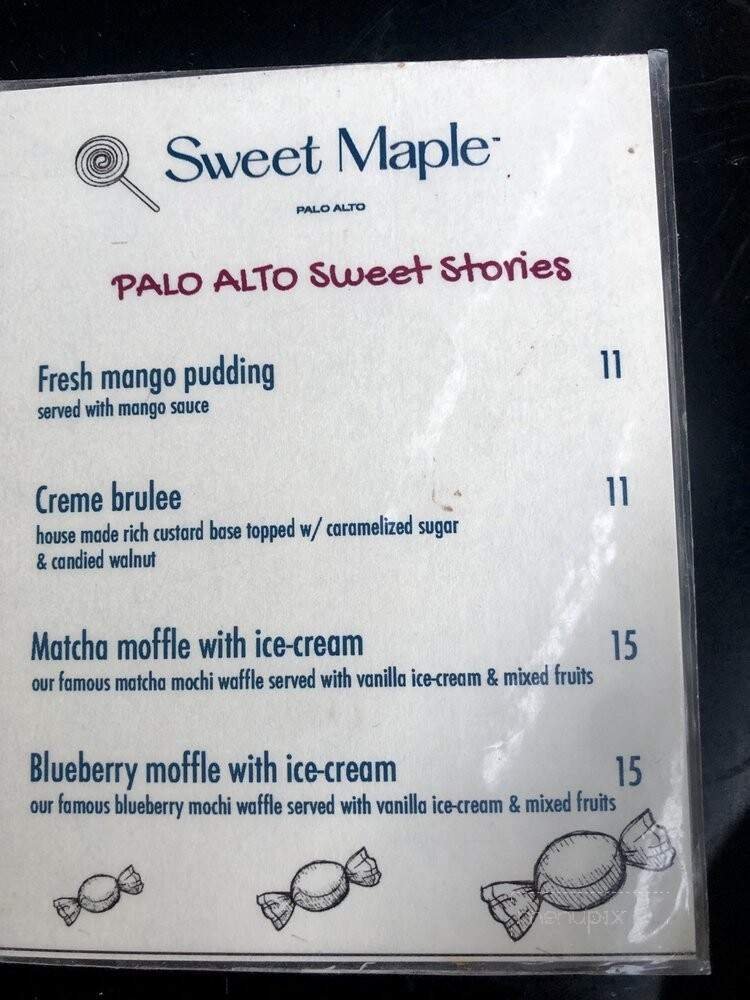 Sweet Maple™
PALO ALTO
PALO ALTO Sweet Stories
Fresh mango pudding 11
served with mango sauce
Creme brulee 11
house made rich custard base topped w/ caramelized sugar
& candied walnut
Matcha moffle with ice-cream 15
our famous matcha mochi waffle served with vanilla ice-cream & mixed fruits
Blueberry moffle with ice-cream 15
our famous blueberry mochi waffle served with vanilla ice-cream & mixed fruits
menupix